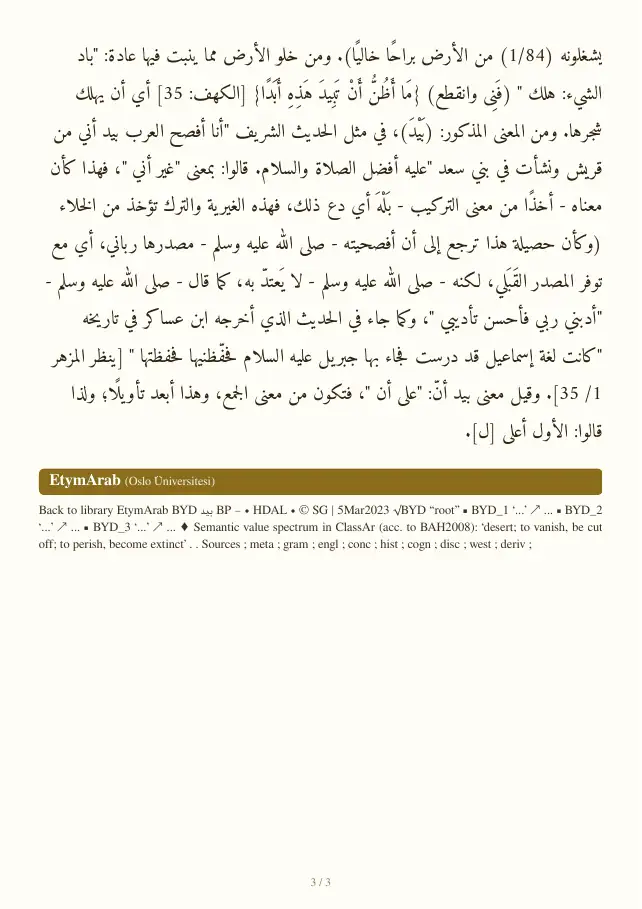 يشغلونه (1/84) من الأرض براحًا خاليًا). ومن خلو الأرض مما ينبت فيها عادة: "باد
الشيء: هلك " (فَنِى وانقطع) {مَا أَظُنُّ أَنْ تَبِيدَ هَذِهِ أَبَدًا} [الكهف: 35] أي أن يهلك
شجرها. ومن المعنى المذكور: (بَيْدَ)، في مثل الحديث الشريف "أنا أفصح العرب بيد أني من
قريش ونشأت في بني سعد "عليه أفضل الصلاة والسلام. قالوا: بمعنى "غير أني "، فهذا كأن
معناه - أخذًا من معنى التركيب - بَلْهَ أي دع ذلك، فهذه الغيرية والترك تؤخذ من الخلاء
(وكأن حصيلة هذا ترجع إلى أن أفصحيته - صلى الله عليه وسلم - مصدرها رباني، أي مع
توفر المصدر القَبَلي، لكنه - صلى الله عليه وسلم - لا يَعتدّ به، كما قال - صلى الله عليه وسلم -
"أدبني ربي فأحسن تأديبي "، وكما جاء في الحديث الذي أخرجه ابن عساكر في تاريخه
"كانت لغة إسماعيل قد درست فجاء بها جبريل عليه السلام فحفّظنيها فحفظتها " [ينظر المزهر
1/ 35]. وقيل معنى بيد أنّ: "على أن "، فتكون من معنى الجمع، وهذا أبعد تأويلًا؛ ولذا
قالوا: الأول أعلى [ل].
EtymArab (Oslo Üniversitesi)
Back to library EtymArab BYD بيد BP – • HDAL • © SG | 5Mar2023 √BYD “root” ▪ BYD_1 ‘...’ ↗ ... ▪ BYD_2
‘...’ ↗ ... ▪ BYD_3 ‘...’ ↗ ... ♦ Semantic value spectrum in ClassAr (acc. to BAH2008): ‘desert; to vanish, be cut
off; to perish, become extinct’ . . Sources ; meta ; gram ; engl ; conc ; hist ; cogn ; disc ; west ; deriv ;
3 / 3